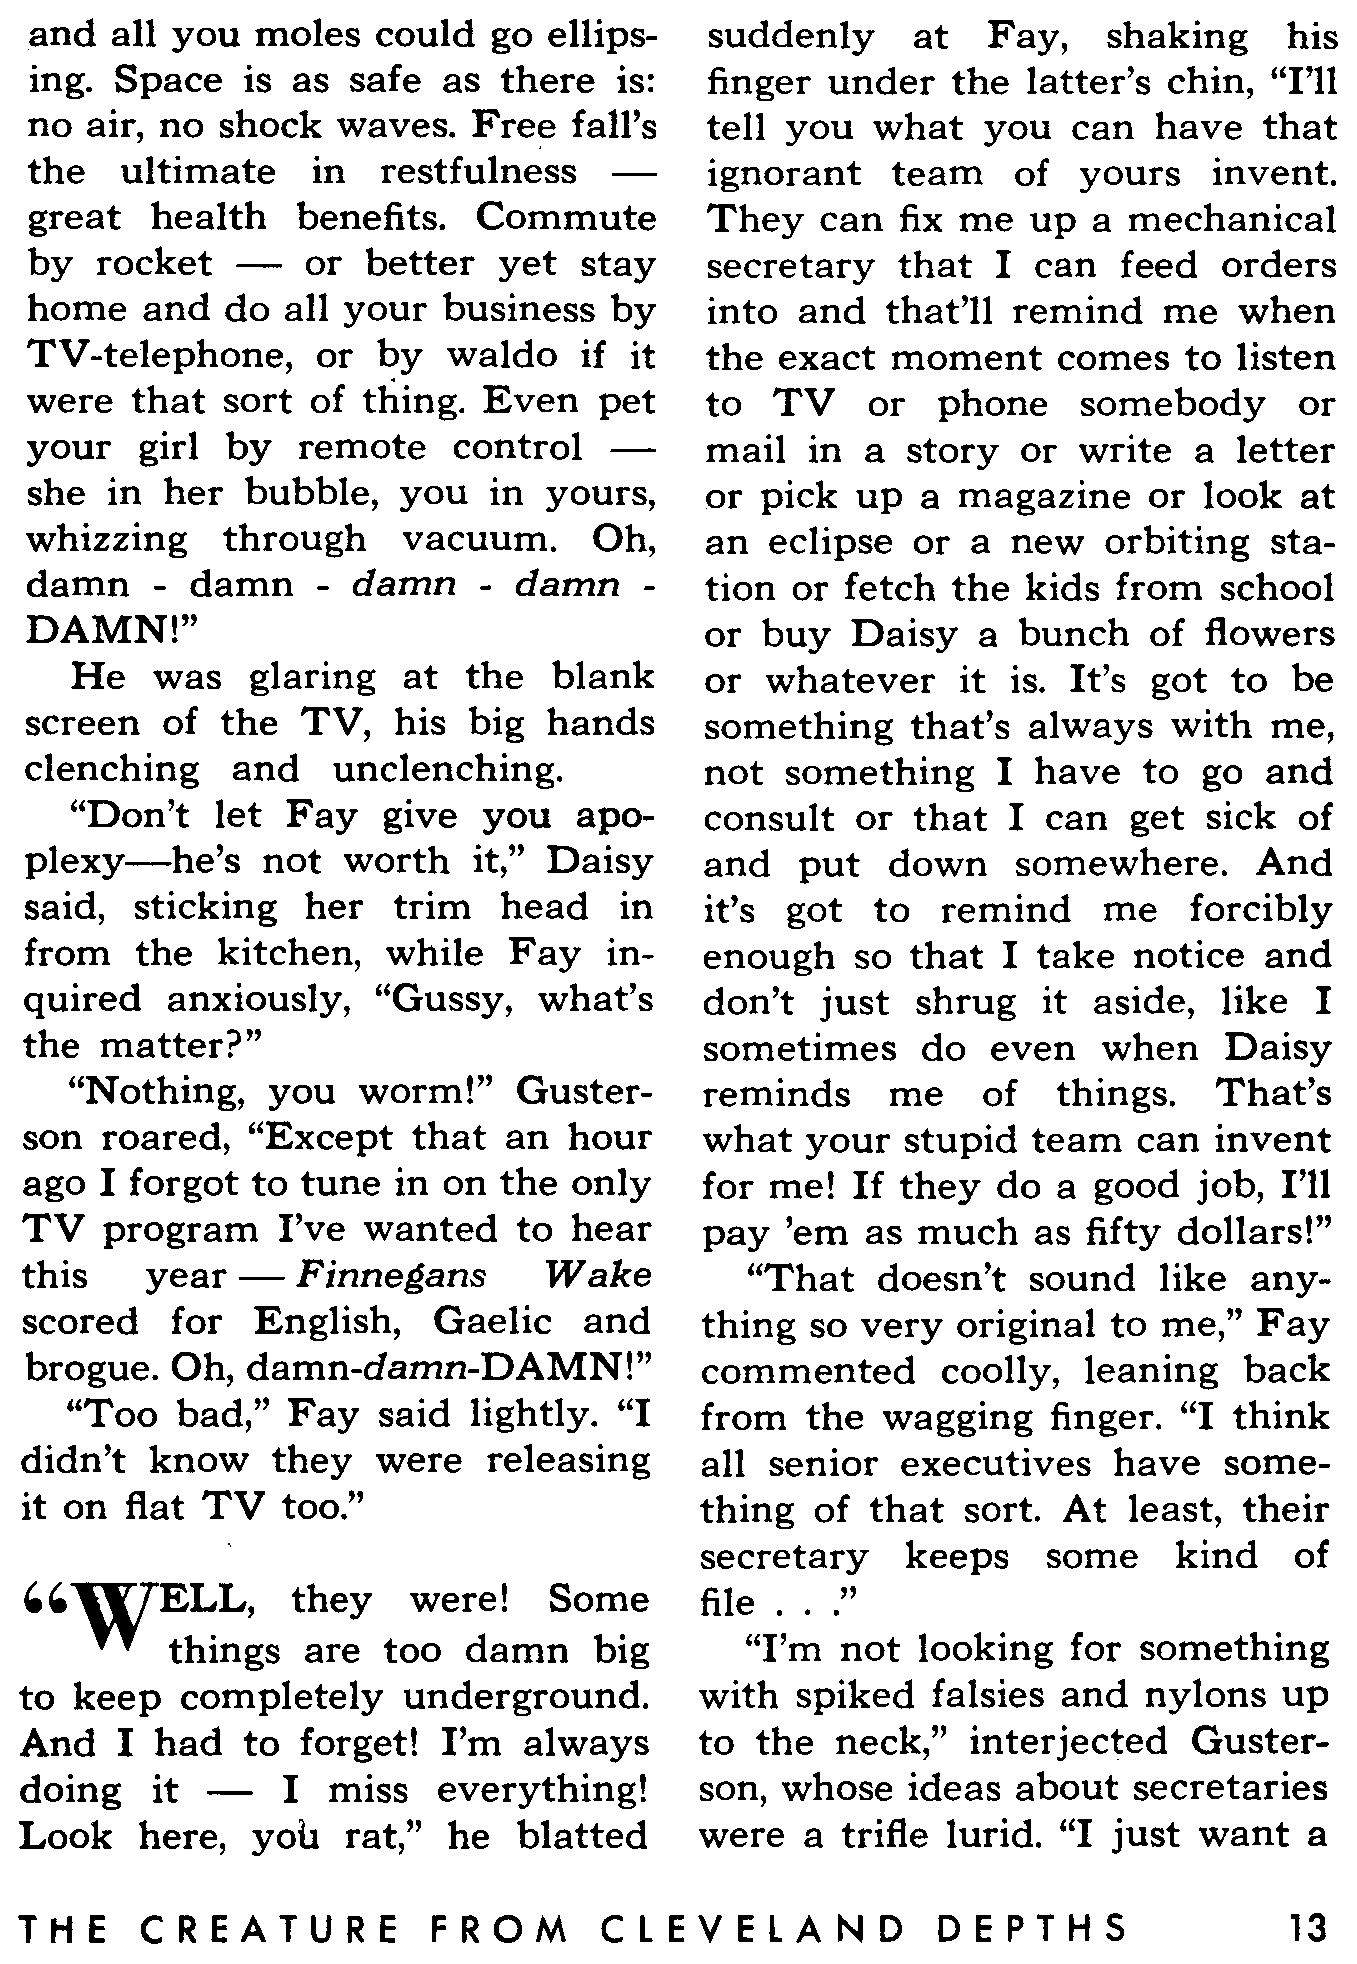 and all you moles could go ellips-
ing. Space is as safe as there is:
no air, no shock waves. Free fall's
the ultimate in restfulness —
great health benefits. Commute
by rocket — or better yet stay
home and do all your business by
TV-telephone, or by waldo if it
were that sort of thing. Even pet
your girl by remote control —
she in her bubble, you in yours,
whizzing through vacuum. Oh,
damn - damn - damn - damn -
DAMN!”
He was glaring at the blank
screen of the TV, his big hands
clenching and unclenching.
“Don't let Fay give you apo-
plexy—he's not worth it,” Daisy
said, sticking her trim head in
from the kitchen, while Fay in-
quired anxiously, “Gussy, what's
the matter?”
“Nothing, you worm!” Guster-
son roared, “Except that an hour
ago I forgot to tune in on the only
TV program I've wanted to hear
this year — Finnegans Wake
scored for English, Gaelic and
brogue. Oh, damn-damn-DAMN!”
“Too bad,” Fay said lightly. “I
didn't know they were releasing
it on flat TV too.”
“WELL, they were! Some
things are too damn big
to keep completely underground.
And I had to forget! I'm always
doing it — I miss everything!
Look here, you rat,” he blatted
suddenly at Fay, shaking his
finger under the latter's chin, “I'll
tell you what you can have that
ignorant team of yours invent.
They can fix me up a mechanical
secretary that I can feed orders
into and that'll remind me when
the exact moment comes to listen
to TV or phone somebody or
mail in a story or write a letter
or pick up a magazine or look at
an eclipse or a new orbiting sta-
tion or fetch the kids from school
or buy Daisy a bunch of flowers
or whatever it is. It's got to be
something that's always with me,
not something I have to go and
consult or that I can get sick of
and put down somewhere. And
it's got to remind me forcibly
enough so that I take notice and
don't just shrug it aside, like I
sometimes do even when Daisy
reminds me of things. That's
what your stupid team can invent
for me! If they do a good job, I'll
pay 'em as much as fifty dollars!”
“That doesn't sound like any-
thing so very original to me,” Fay
commented coolly, leaning back
from the wagging finger. “I think
all senior executives have some-
thing of that sort. At least, their
secretary keeps some kind of
file . . .”
“I'm not looking for something
with spiked falsies and nylons up
to the neck,” interjected Guster-
son, whose ideas about secretaries
were a trifle lurid. “I just want a
THE CREATURE FROM CLEVELAND DEPTHS 13